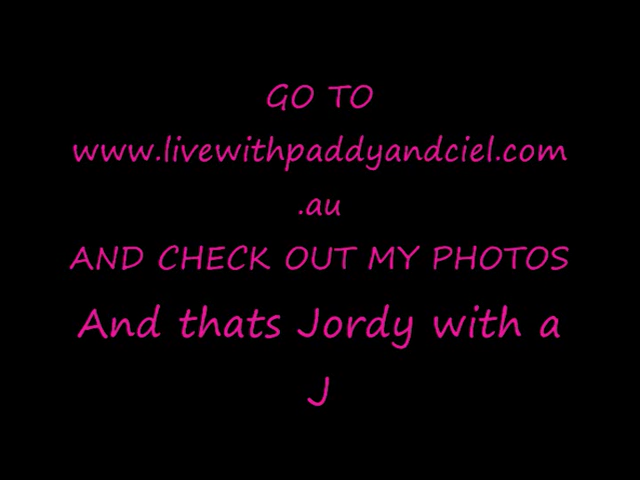 GO TO
www.livewithpaddyandciel.com
.au
AND CHECK OUT MY PHOTOS
And thats Jordy with a
J